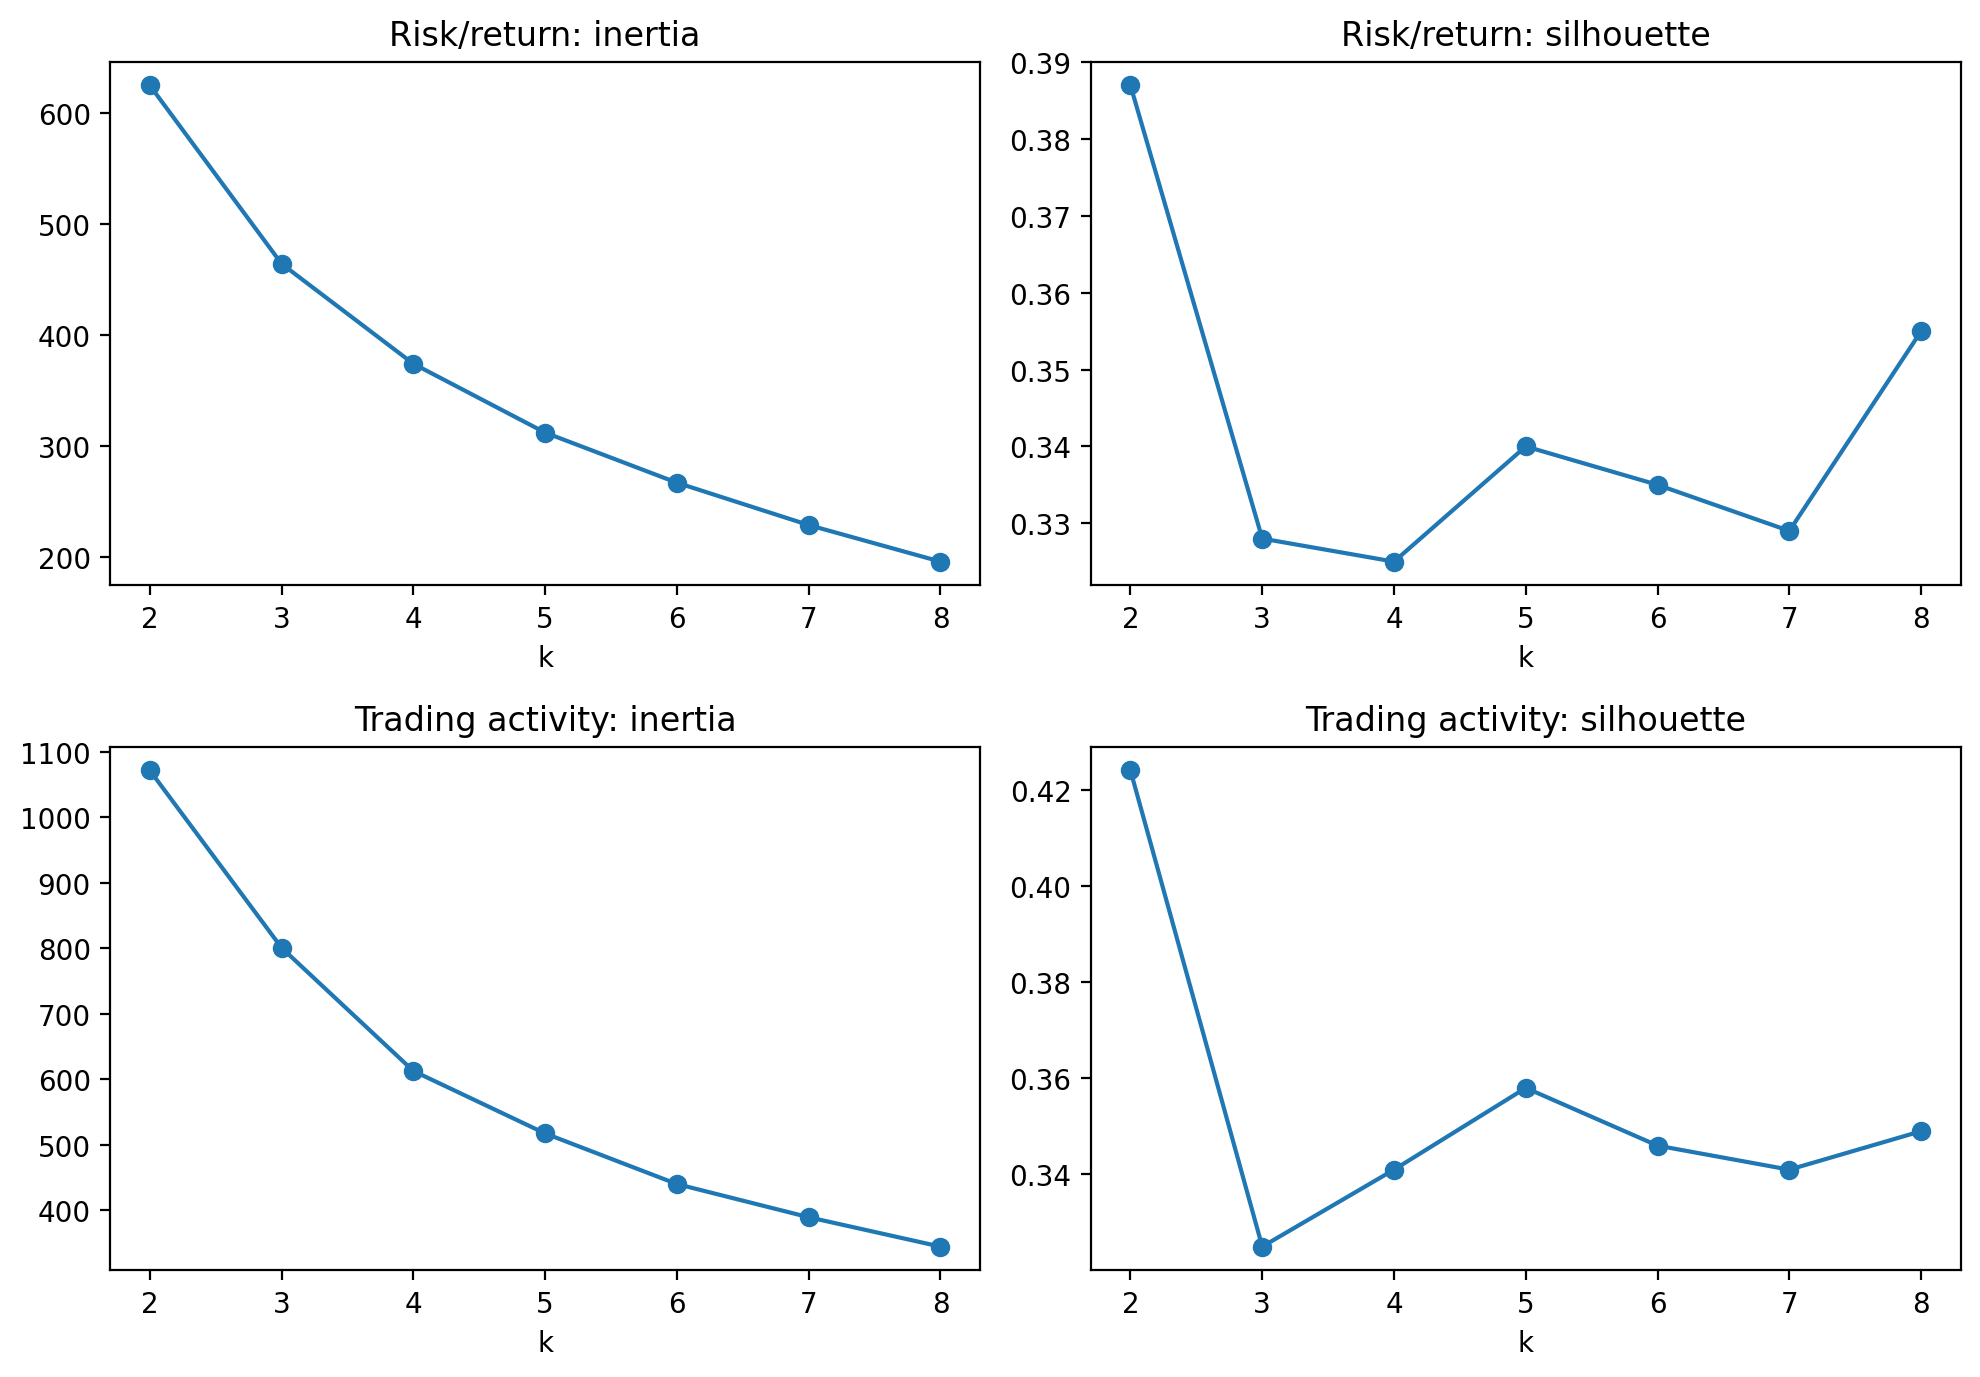 Risk/return: inertia
600
500
400
300
200
2 3 4 5 6 7 8
k
Risk/return: silhouette
0.39
0.38
0.37
0.36
0.35
0.34
0.33
2 3 4 5 6 7 8
k
Trading activity: inertia
1100
1000
900
800
700
600
500
400
2 3 4 5 6 7 8
k
Trading activity: silhouette
0.42
0.40
0.38
0.36
0.34
2 3 4 5 6 7 8
k